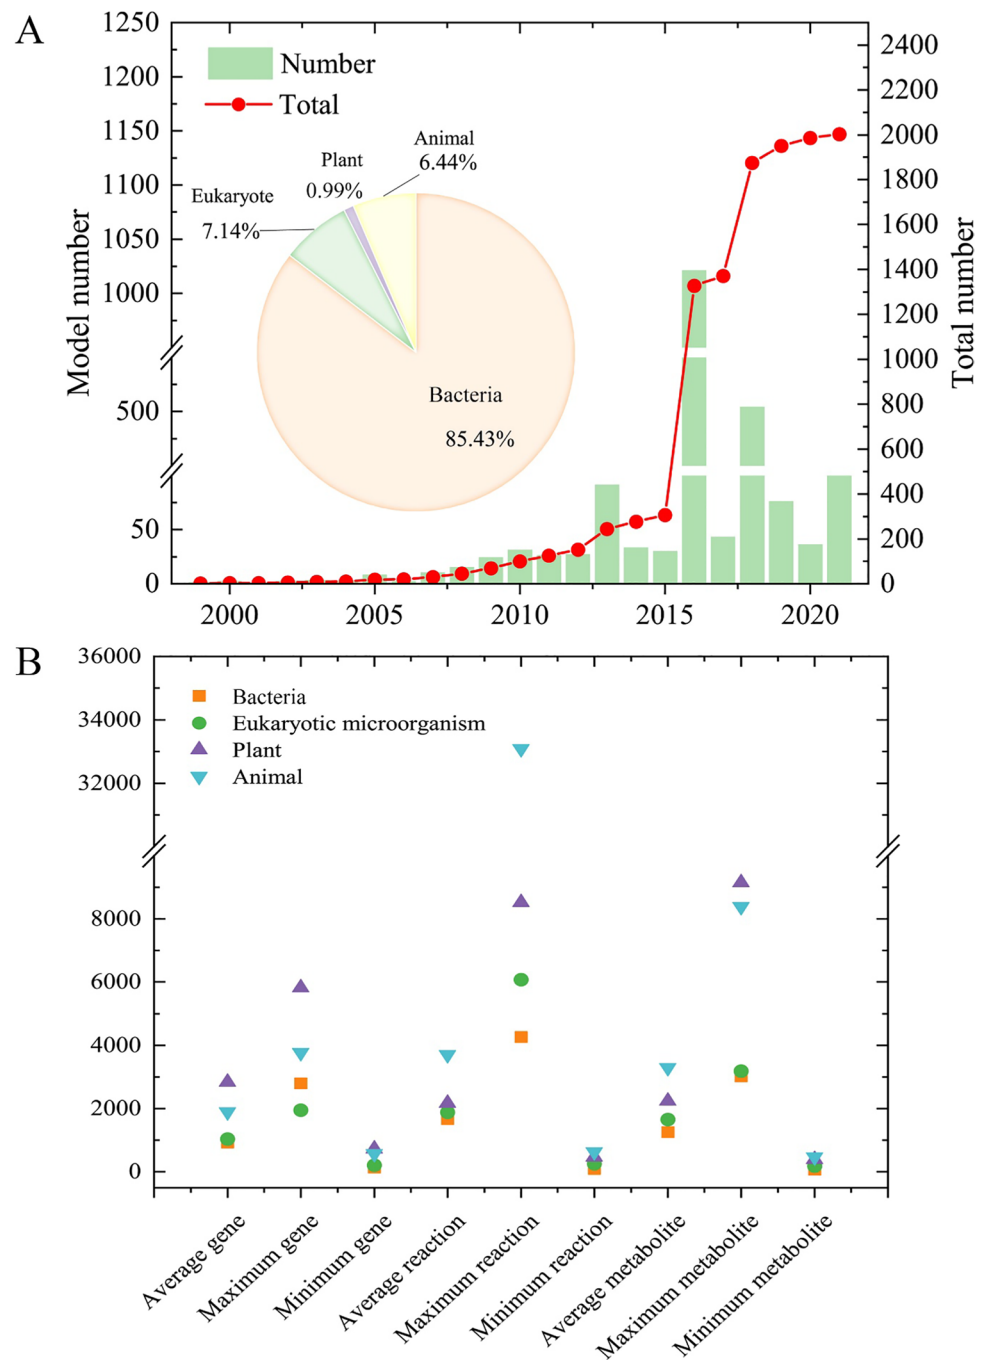 A
Number
Total
Animal
6.44%
Plant
0.99%
Eukaryote
7.14%
Bacteria
85.43%
Model number
1250
1200
1150
1100
1050
1000
500
50
0
Total number
2400
2200
2000
1800
1600
1400
1200
1000
800
600
400
200
0
2000
2005
2010
2015
2020
B
36000
34000
32000
8000
6000
4000
2000
0
Bacteria
Eukaryotic microorganism
Plant
Animal
Average gene
Maximum gene
Minimum gene
Average reaction
Maximum reaction
Minimum reaction
Average metabolite
Maximum metabolite
Minimum metabolite